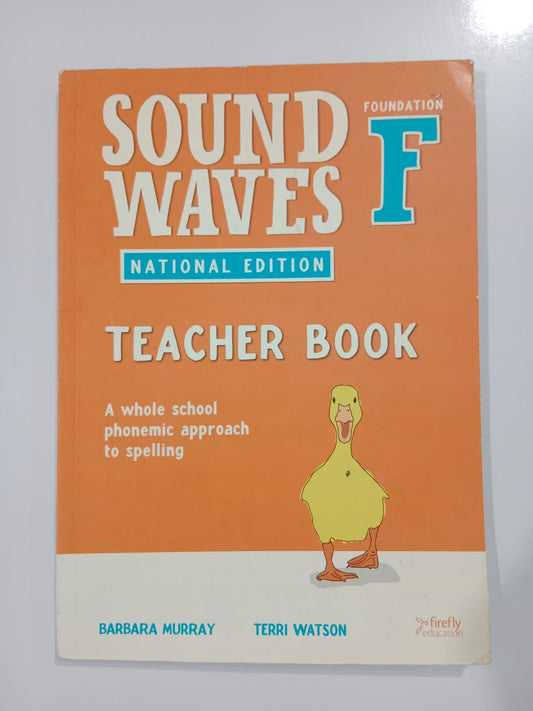 SOUND
WAVES
FOUNDATION
F
NATIONAL EDITION
TEACHER BOOK
A whole school
phonemic approach
to spelling
BARBARA MURRAY TERRI WATSON
firefly
education